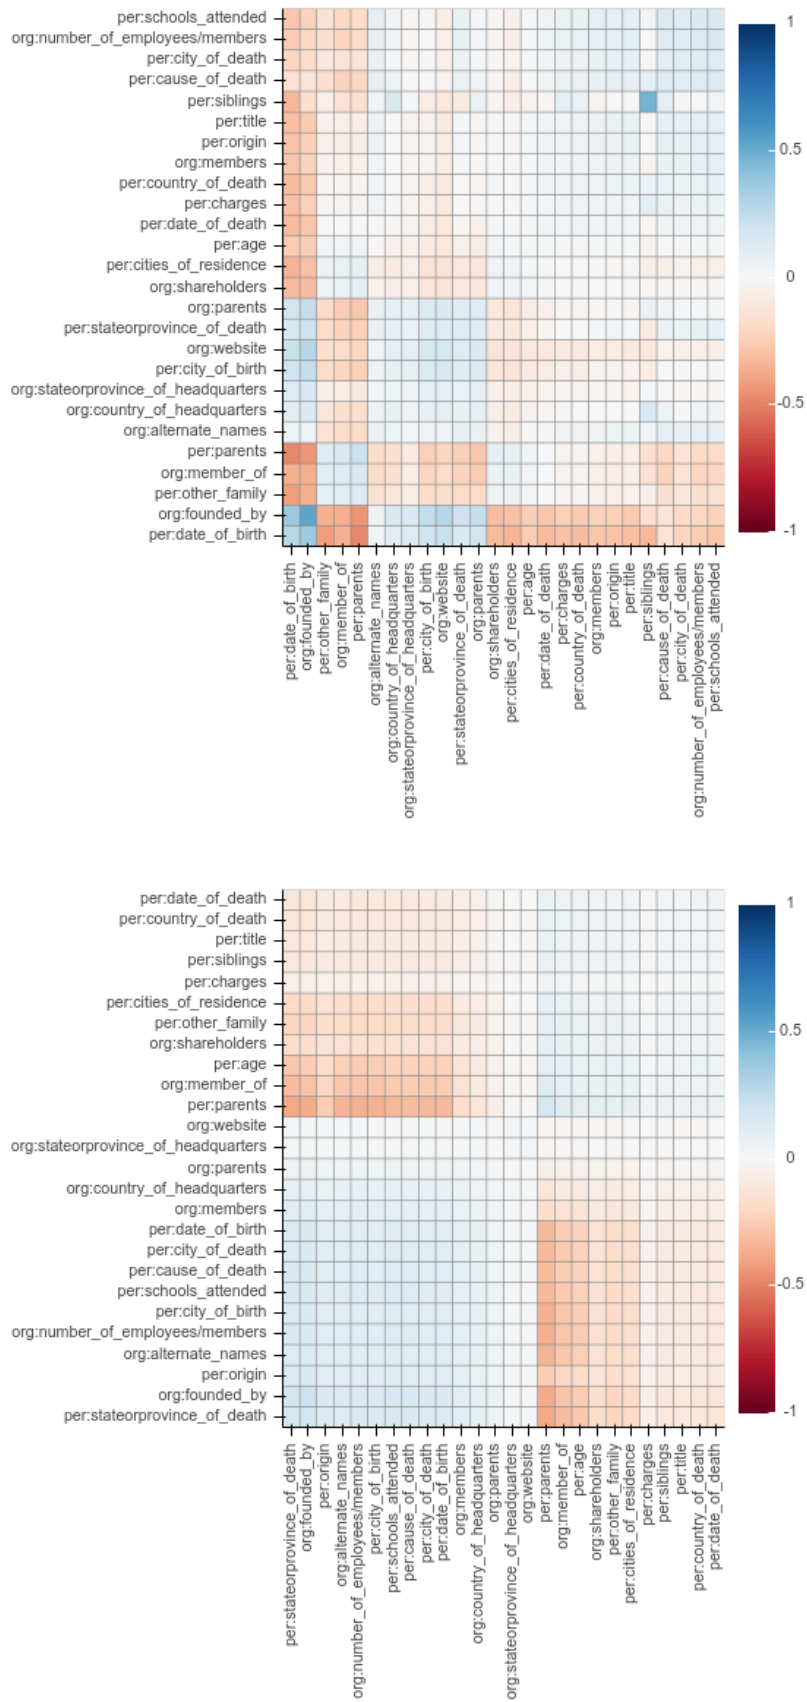 per:schools_attended
org:number_of_employees/members
per:city_of_death
per:cause_of_death
per:siblings
per:title
per:origin
org:members
per:country_of_death
per:charges
per:date_of_death
per:age
per:cities_of_residence
org:shareholders
org:parents
per:stateorprovince_of_death
org:website
per:city_of_birth
org:stateorprovince_of_headquarters
org:country_of_headquarters
org:alternate_names
per:parents
org:member_of
per:other_family
org:founded_by
per:date_of_birth
per:date_of_birth
org:founded_by
per:other_family
org:member_of
per:parents
org:alternate_names
org:country_of_headquarters
org:stateorprovince_of_headquarters
per:city_of_birth
org:website
per:stateorprovince_of_death
org:parents
org:shareholders
per:cities_of_residence
per:age
per:date_of_death
per:charges
per:country_of_death
org:members
per:origin
per:title
per:siblings
per:cause_of_death
per:city_of_death
org:number_of_employees/members
per:schools_attended
1
0.5
0
-0.5
-1
per:date_of_death
per:country_of_death
per:title
per:siblings
per:charges
per:cities_of_residence
per:other_family
org:shareholders
per:age
org:member_of
per:parents
org:website
org:stateorprovince_of_headquarters
org:parents
org:country_of_headquarters
org:members
per:date_of_birth
per:city_of_death
per:cause_of_death
per:schools_attended
per:city_of_birth
org:number_of_employees/members
org:alternate_names
per:origin
org:founded_by
per:stateorprovince_of_death
per:stateorprovince_of_death
org:founded_by
per:origin
org:alternate_names
org:number_of_employees/members
per:city_of_birth
per:schools_attended
per:cause_of_death
per:city_of_death
per:date_of_birth
org:members
org:country_of_headquarters
org:parents
org:stateorprovince_of_headquarters
org:website
per:parents
org:member_of
per:age
org:shareholders
per:other_family
per:cities_of_residence
per:charges
per:siblings
per:title
per:country_of_death
per:date_of_death
1
0.5
0
-0.5
-1